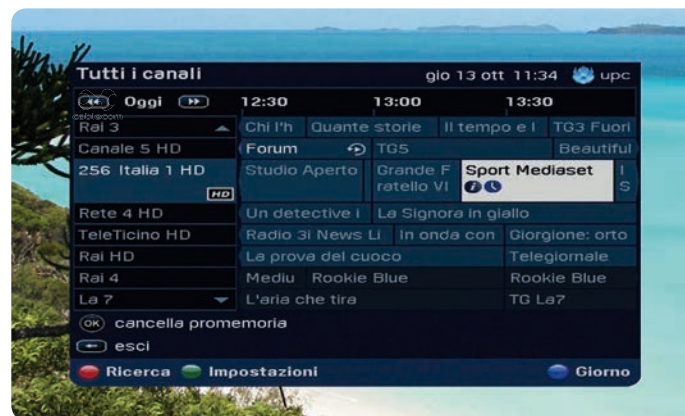 Tutti i canali gio 13 ott 11:34 upc
Oggi 12:30 13:00 13:30
Rai 3 Chi l'h Quante storie Il tempo e l TG3 Fuori
Canale 5 HD Forum TG5 Beautiful
256 Italia 1 HD Studio Aperto Grande F Sport Mediaset I
HD ratello VI S
Rete 4 HD Un detective i La Signora in giallo
TeleTicino HD Radio 3i News Li In onda con Giorgione: orto
Rai HD La prova del cuoco Telegiornale
Rai 4 Mediu Rookie Blue Rookie Blue
La 7 L'aria che tira TG La7
OK cancella promemoria
esci
Ricerca Impostazioni Giorno